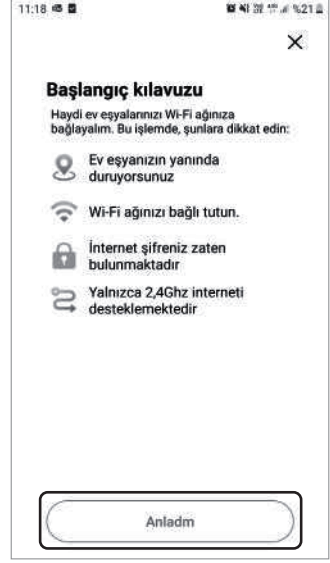 11:18
%21
Başlangıç kılavuzu
Haydi ev eşyalarınızı Wi-Fi ağınıza
bağlayalım. Bu işlemde, şunlara dikkat edin:
Ev eşyanızın yanında
duruyorsunuz
Wi-Fi ağınızı bağlı tutun.
İnternet şifreniz zaten
bulunmaktadır
Yalnızca 2,4Ghz interneti
desteklemektedir
Anladm